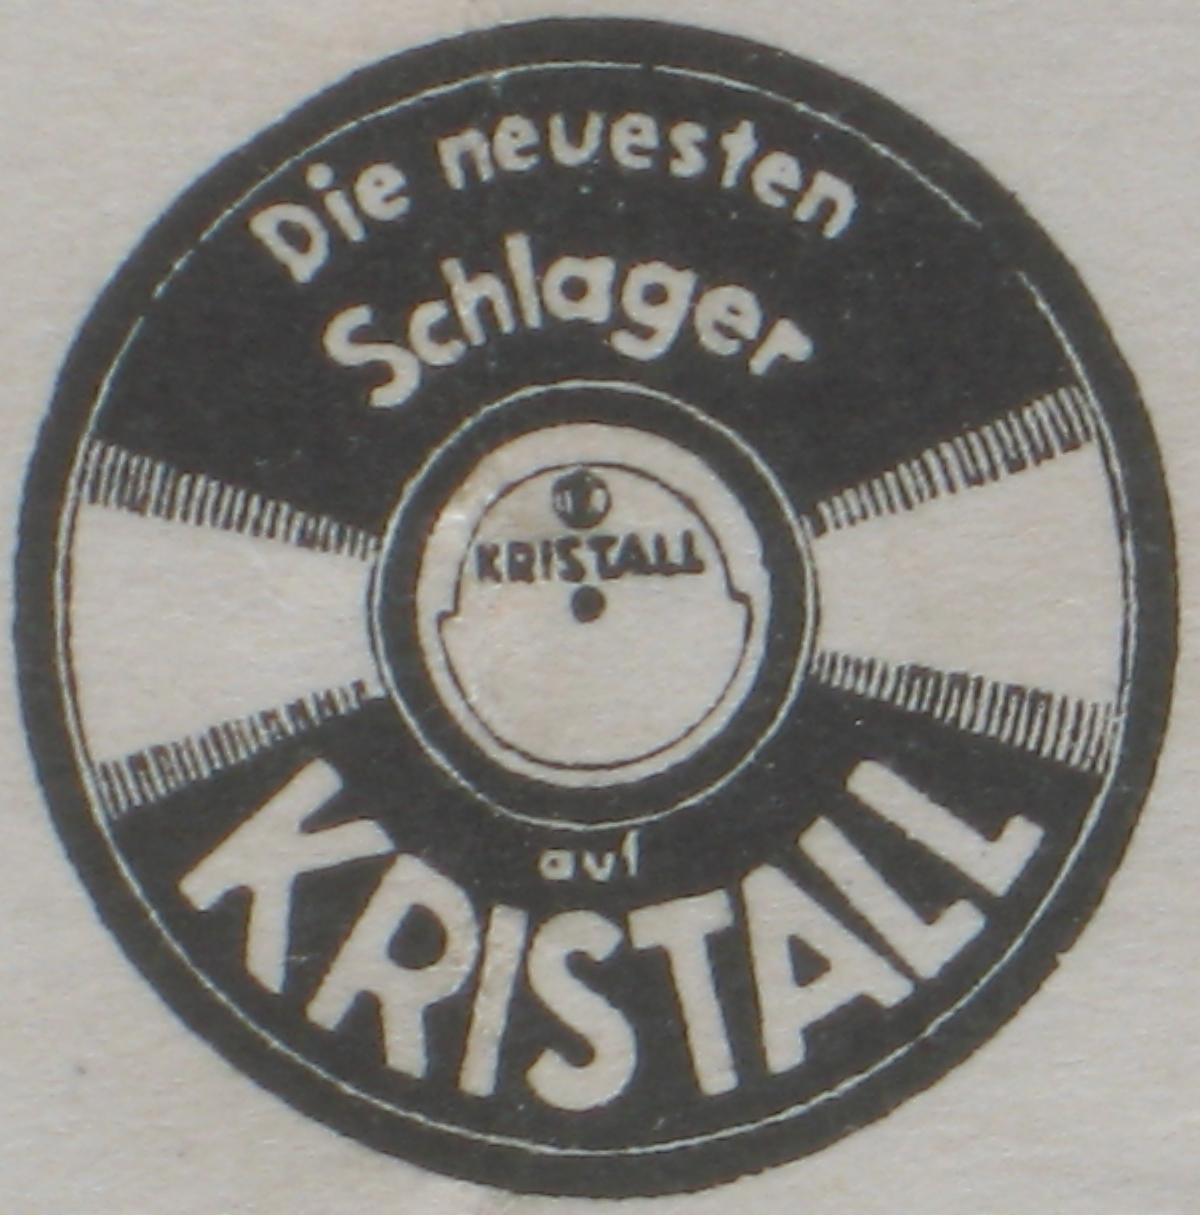 Die neuesten
Schlager
KRISTALL
auf
KRISTALL